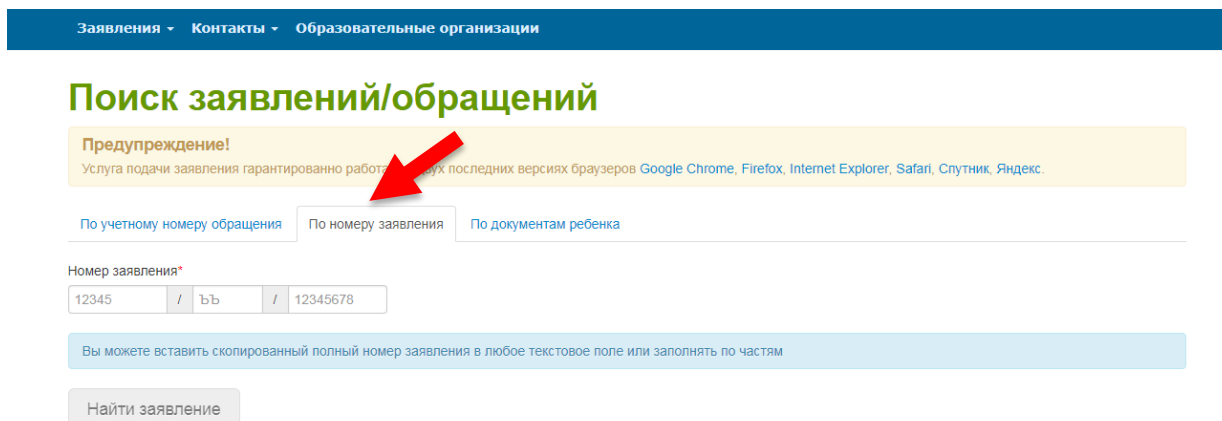 Заявления Контакты Образовательные организации
Поиск заявлений/обращений
Предупреждение!
Услуга подачи заявления гарантированно работа последних версиях браузеров Google Chrome, Firefox, Internet Explorer, Safari, Спутник, Яндекс.
По учетному номеру обращения По номеру заявления По документам ребенка
Номер заявления*
12345 / ЪЪ / 12345678
Вы можете вставить скопированный полный номер заявления в любое текстовое поле или заполнять по частям
Найти заявление